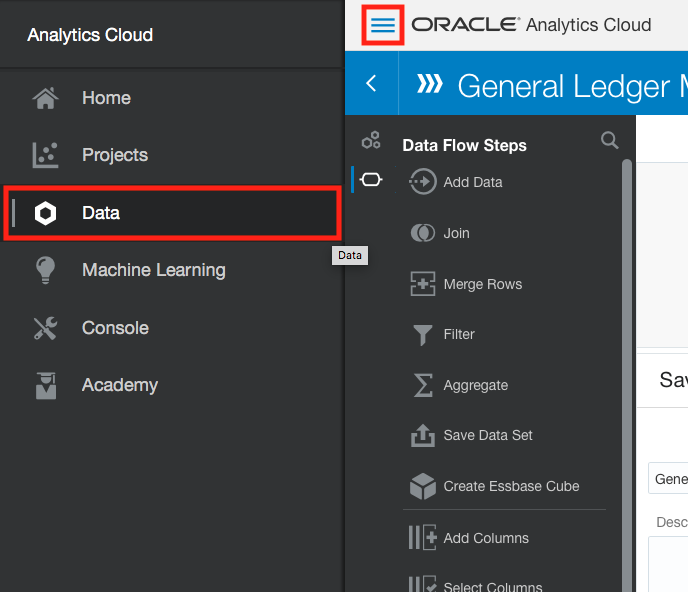 Analytics Cloud
Home
Projects
Data
Data
Machine Learning
Console
Academy
ORACLE® Analytics Cloud
General Ledger
Data Flow Steps
Add Data
Join
Merge Rows
Filter
Aggregate
Save Data Set
Create Essbase Cube
Add Columns
Select Columns
Sav
Gene
Desc